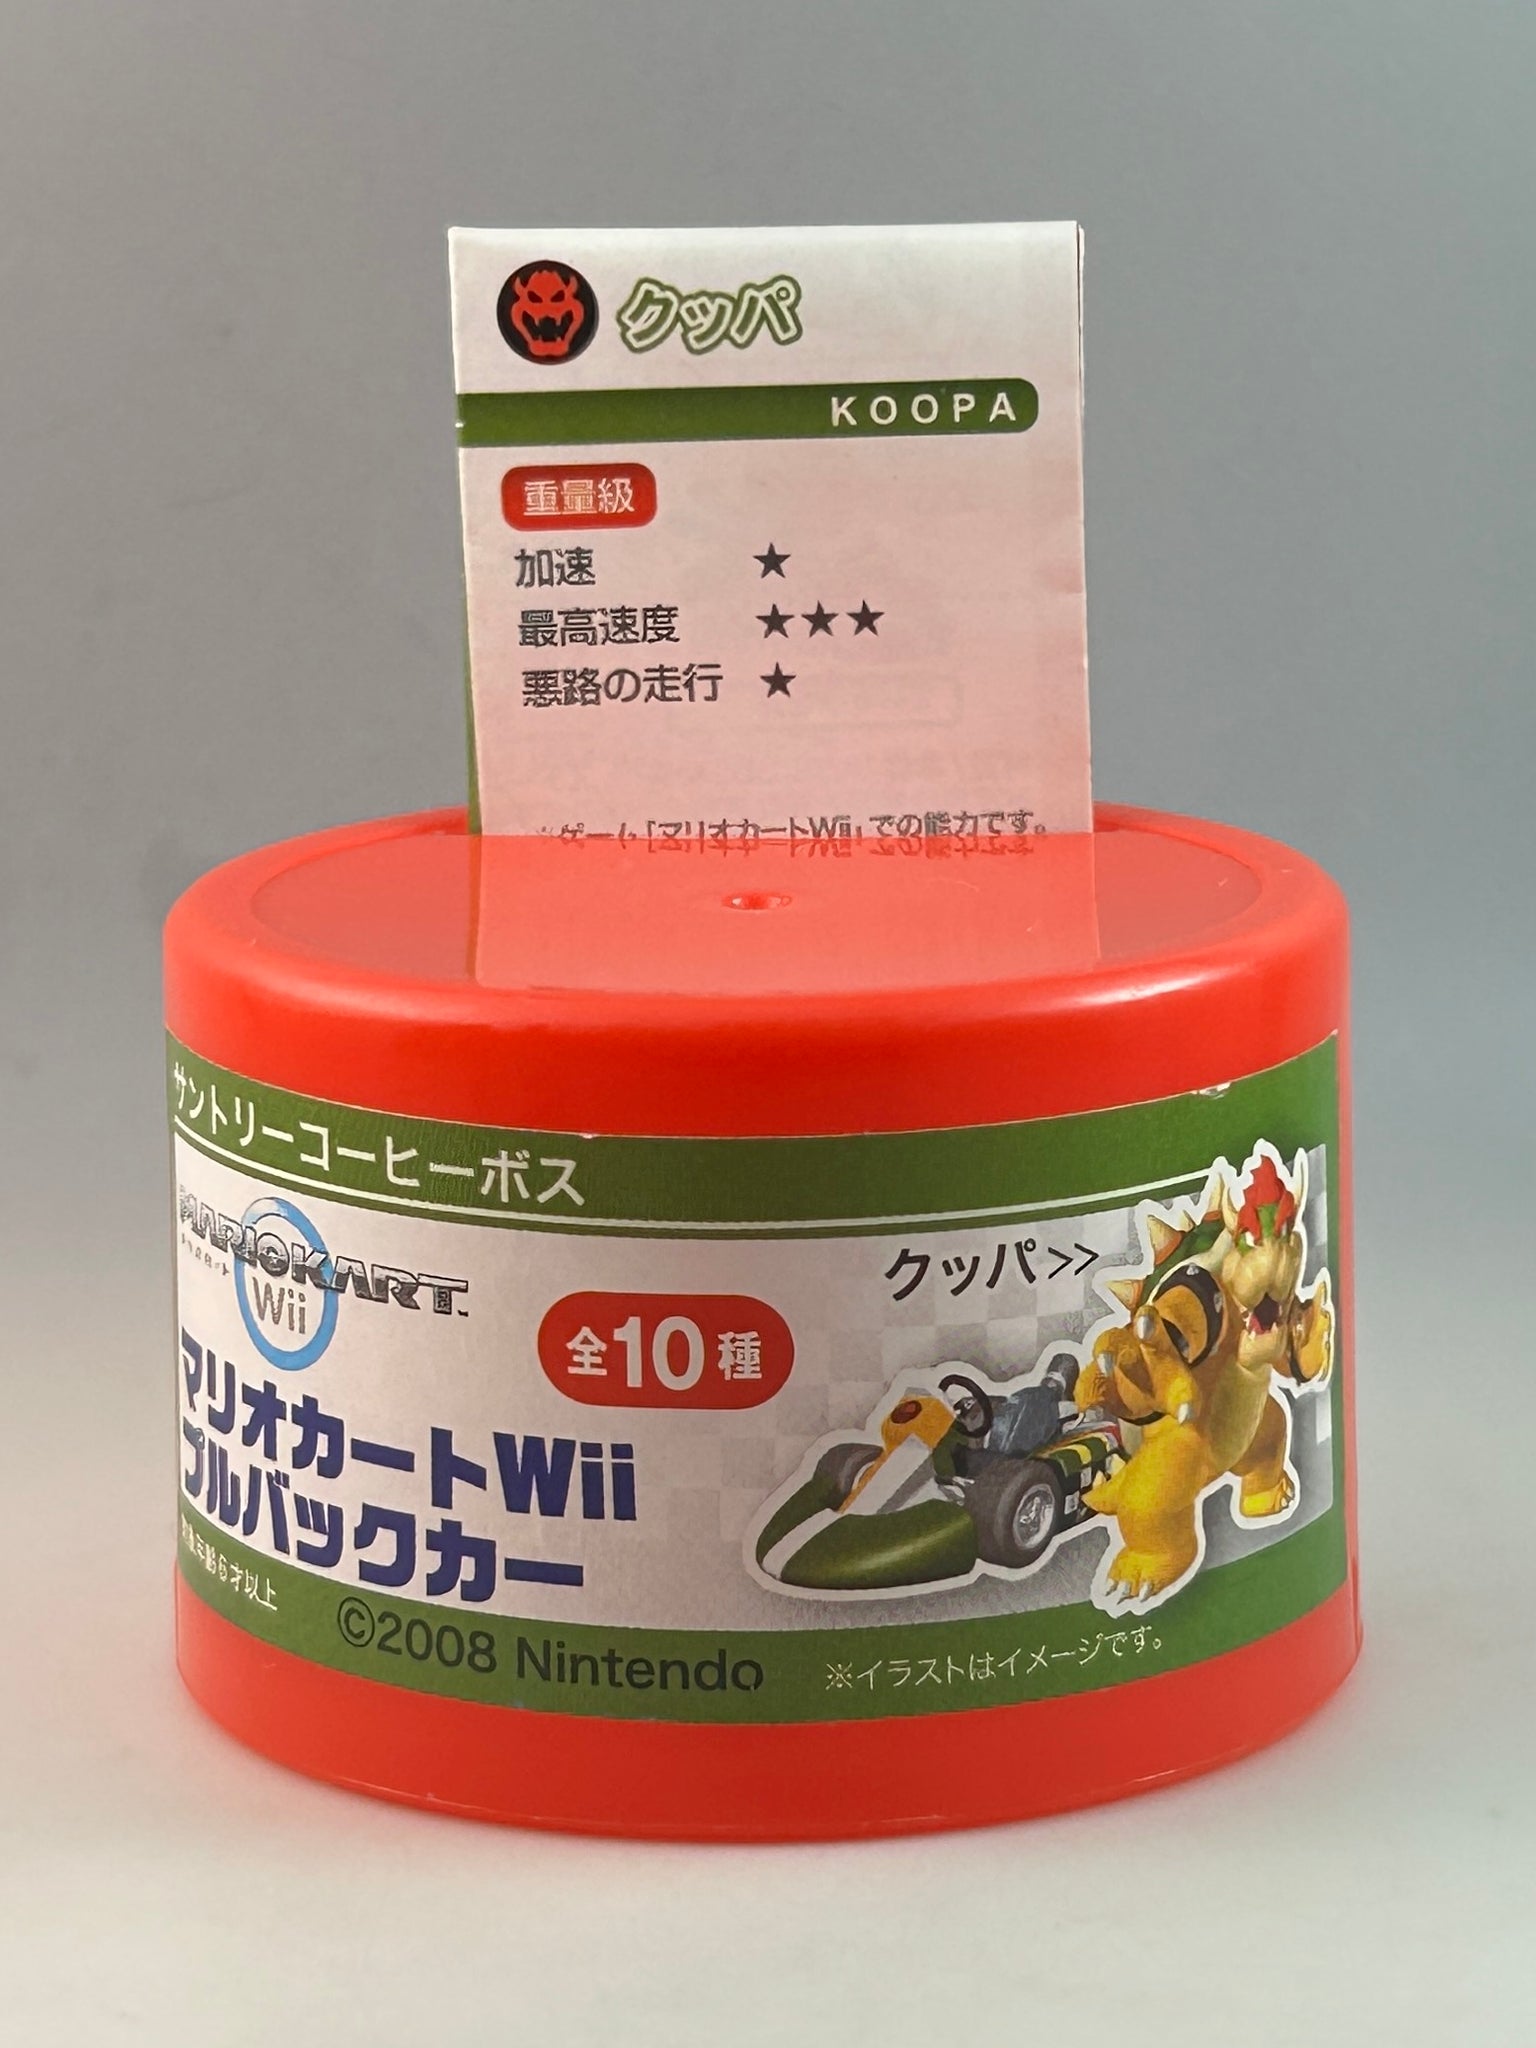 クッパ
KOOPA
重量級
加速 ★
最高速度 ★★★
悪路の走行 ★
※ゲーム「マリオカートWii」での能力です。
サントリーコーヒーボス
MARIOKART
Wii
クッパ>>
全10種
マリオカートWii
プルバックカー
対象年齢6才以上
©2008 Nintendo
※イラストはイメージです。